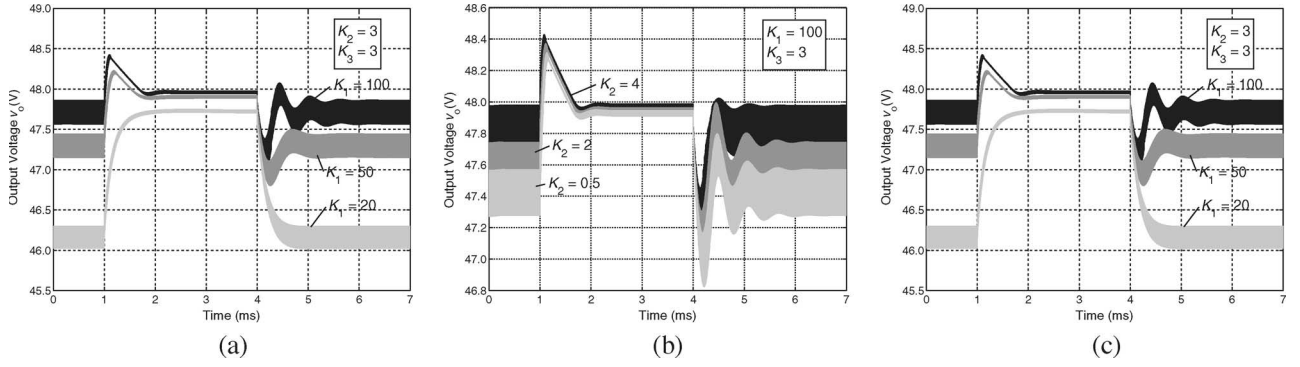 49.0
48.5
48.0
47.5
47.0
46.5
46.0
45.5
Output Voltage vₒ(V)
K₂ = 3
K₃ = 3
K₁ = 100
K₁ = 50
K₁ = 20
0 1 2 3 4 5 6 7
Time (ms)
(a)
48.6
48.4
48.2
48.0
47.8
47.6
47.4
47.2
47.0
46.8
Output Voltage vₒ(V)
K₁ = 100
K₃ = 3
K₂ = 4
K₂ = 2
K₂ = 0.5
0 1 2 3 4 5 6 7
Time (ms)
(b)
49.0
48.5
48.0
47.5
47.0
46.5
46.0
45.5
Output Voltage vₒ(V)
K₂ = 3
K₃ = 3
K₁ = 100
K₁ = 50
K₁ = 20
0 1 2 3 4 5 6 7
Time (ms)
(c)